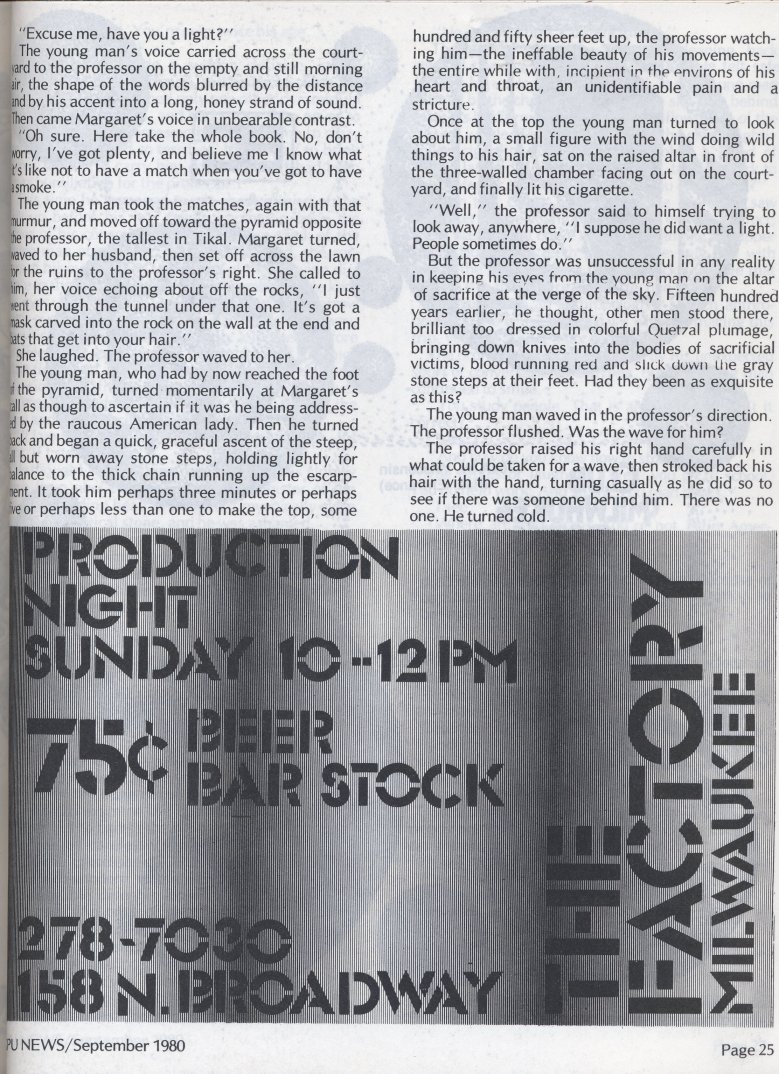 "Excuse me, have you a light?"
The young man's voice carried across the court-
yard to the professor on the empty and still morning
air, the shape of the words blurred by the distance
and by his accent into a long, honey strand of sound.
Then came Margaret's voice in unbearable contrast.
"Oh sure. Here take the whole book. No, don't
worry, I've got plenty, and believe me I know what
it's like not to have a match when you've got to have
a smoke."
The young man took the matches, again with that
murmur, and moved off toward the pyramid opposite
the professor, the tallest in Tikal. Margaret turned,
waved to her husband, then set off across the lawn
for the ruins to the professor's right. She called to
him, her voice echoing about off the rocks, "I just
went through the tunnel under that one. It's got a
mask carved into the rock on the wall at the end and
bats that get into your hair."
She laughed. The professor waved to her.
The young man, who had by now reached the foot
of the pyramid, turned momentarily at Margaret's
call as though to ascertain if it was he being address-
ed by the raucous American lady. Then he turned
back and began a quick, graceful ascent of the steep,
all but worn away stone steps, holding lightly for
balance to the thick chain running up the escarp-
ment. It took him perhaps three minutes or perhaps
five or perhaps less than one to make the top, some
hundred and fifty sheer feet up, the professor watch-
ing him—the ineffable beauty of his movements—
the entire while with, incipient in the environs of his
heart and throat, an unidentifiable pain and a
stricture.
Once at the top the young man turned to look
about him, a small figure with the wind doing wild
things to his hair, sat on the raised altar in front of
the three-walled chamber facing out on the court-
yard, and finally lit his cigarette.
"Well," the professor said to himself trying to
look away, anywhere, "I suppose he did want a light.
People sometimes do."
But the professor was unsuccessful in any reality
in keeping his eyes from the young man on the altar
of sacrifice at the verge of the sky. Fifteen hundred
years earlier, he thought, other men stood there,
brilliant too dressed in colorful Quetzal plumage,
bringing down knives into the bodies of sacrificial
victims, blood running red and slick down the gray
stone steps at their feet. Had they been as exquisite
as this?
The young man waved in the professor's direction.
The professor flushed. Was the wave for him?
The professor raised his right hand carefully in
what could be taken for a wave, then stroked back his
hair with the hand, turning casually as he did so to
see if there was someone behind him. There was no
one. He turned cold.
PRODUCTION
NIGHT
SUNDAY 10--12 PM
75¢ BEER
BAR STOCK
278-7030
158 N. BROADWAY
THE
FACTORY
MILWAUKEE
PU NEWS/September 1980
Page 25